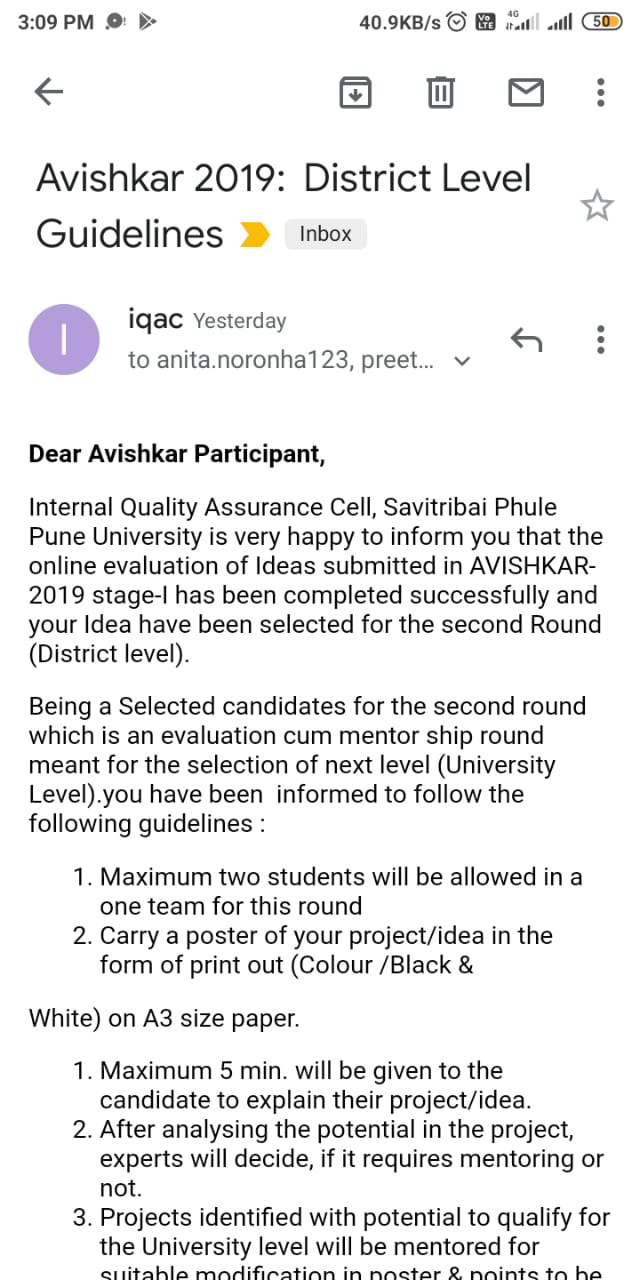 3:09 PM
40.9KB/s
Vo LTE
4G
50
Avishkar 2019: District Level
Guidelines
Inbox
I
iqac Yesterday
to anita.noronha123, preet...
Dear Avishkar Participant,
Internal Quality Assurance Cell, Savitribai Phule
Pune University is very happy to inform you that the
online evaluation of Ideas submitted in AVISHKAR-
2019 stage-I has been completed successfully and
your Idea have been selected for the second Round
(District level).
Being a Selected candidates for the second round
which is an evaluation cum mentor ship round
meant for the selection of next level (University
Level).you have been  informed to follow the
following guidelines :
1. Maximum two students will be allowed in a
one team for this round
2. Carry a poster of your project/idea in the
form of print out (Colour /Black &
White) on A3 size paper.
1. Maximum 5 min. will be given to the
candidate to explain their project/idea.
2. After analysing the potential in the project,
experts will decide, if it requires mentoring or
not.
3. Projects identified with potential to qualify for
the University level will be mentored for
suitable modification in poster & points to be